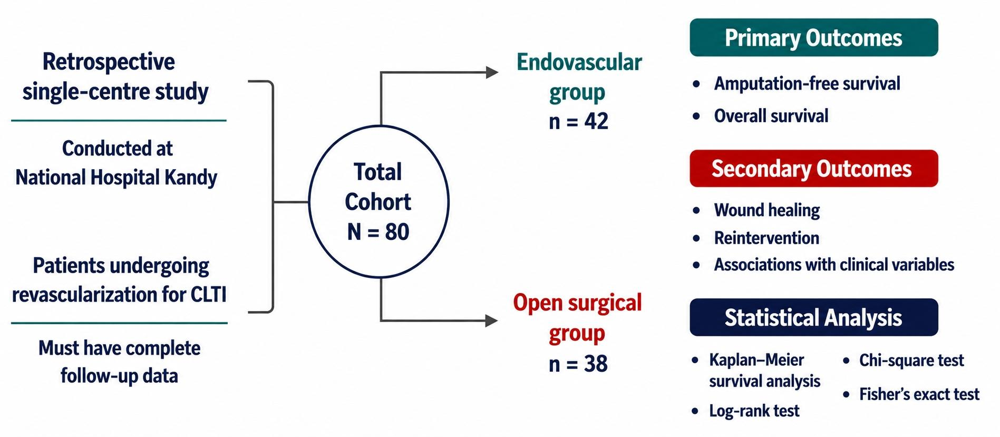 Retrospective
single-centre study
Conducted at
National Hospital Kandy
Patients undergoing
revascularization for CLTI
Must have complete
follow-up data
Total
Cohort
N = 80
Endovascular
group
n = 42
Open surgical
group
n = 38
Primary Outcomes
• Amputation-free survival
• Overall survival
Secondary Outcomes
• Wound healing
• Reintervention
• Associations with clinical variables
Statistical Analysis
• Kaplan–Meier
survival analysis
• Log-rank test
• Chi-square test
• Fisher’s exact test